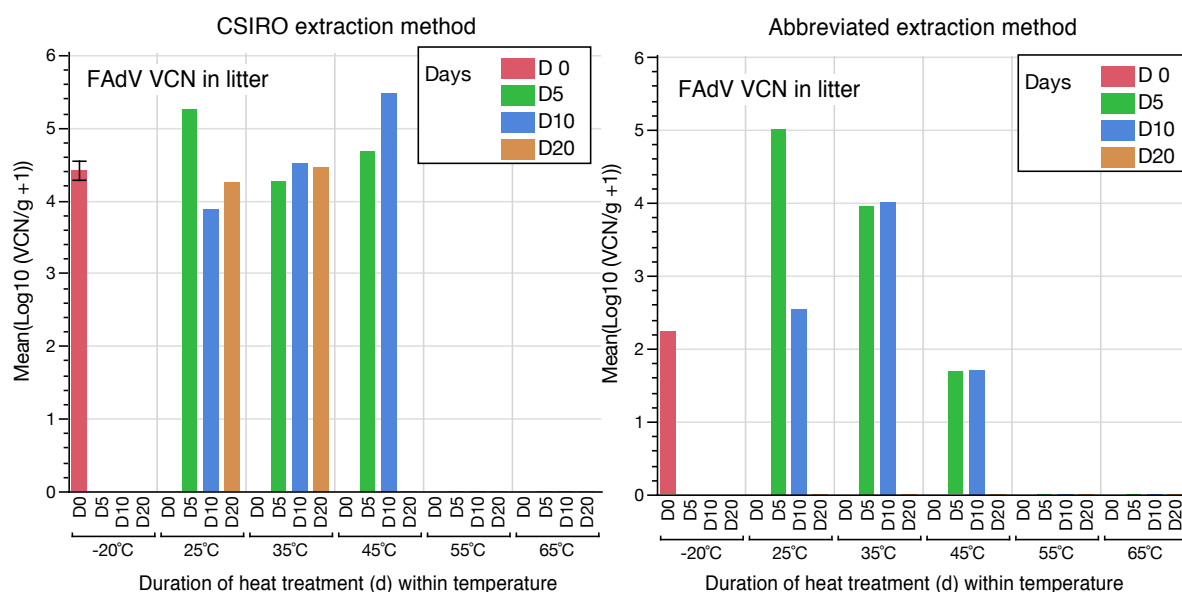 CSIRO extraction method
FAdV VCN in litter
Days
D 0
D5
D10
D20
Mean(Log10 (VCN/g +1))
6
5
4
3
2
1
0
D0 D5 D10 D20 D0 D5 D10 D20 D0 D5 D10 D20 D0 D5 D10 D20 D0 D5 D10 D20 D0 D5 D10 D20
-20°C 25°C 35°C 45°C 55°C 65°C
Duration of heat treatment (d) within temperature
Abbreviated extraction method
FAdV VCN in litter
Days
D 0
D5
D10
D20
Mean(Log10 (VCN/g +1))
6
5
4
3
2
1
0
D0 D5 D10 D20 D0 D5 D10 D20 D0 D5 D10 D20 D0 D5 D10 D20 D0 D5 D10 D20 D0 D5 D10 D20
-20°C 25°C 35°C 45°C 55°C 65°C
Duration of heat treatment (d) within temperature